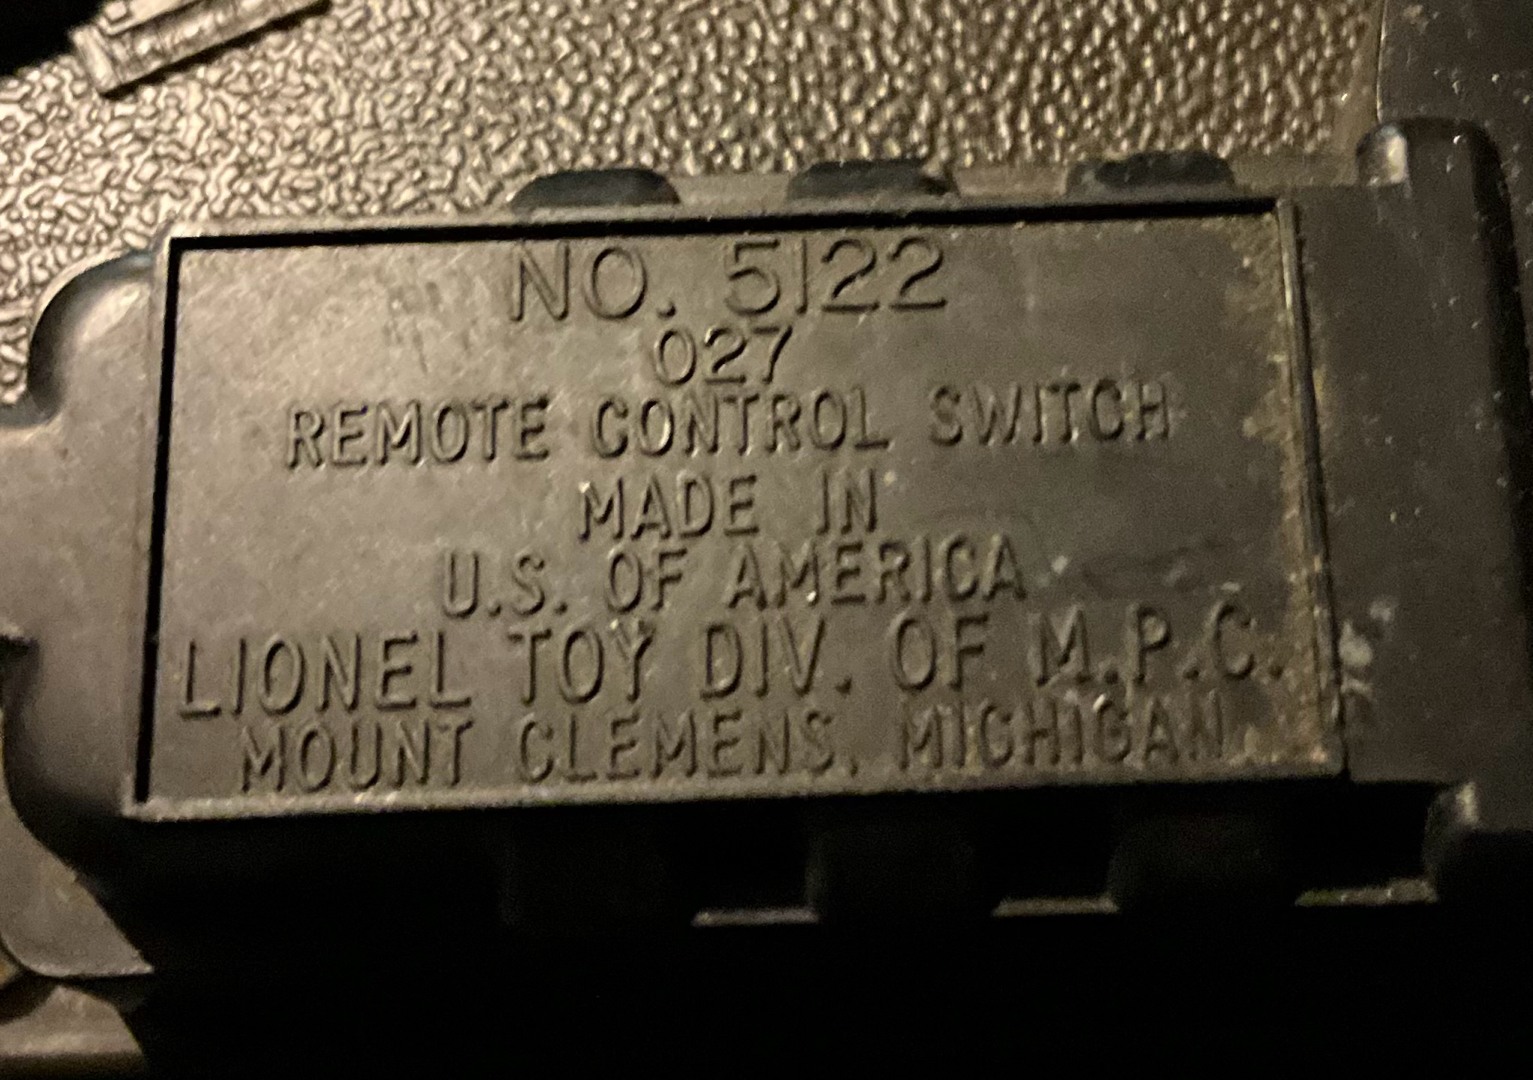 NO. 5122
027
REMOTE CONTROL SWITCH
MADE IN
U.S. OF AMERICA
LIONEL TOY DIV. OF M.P.C.
MOUNT CLEMENS, MICHIGAN